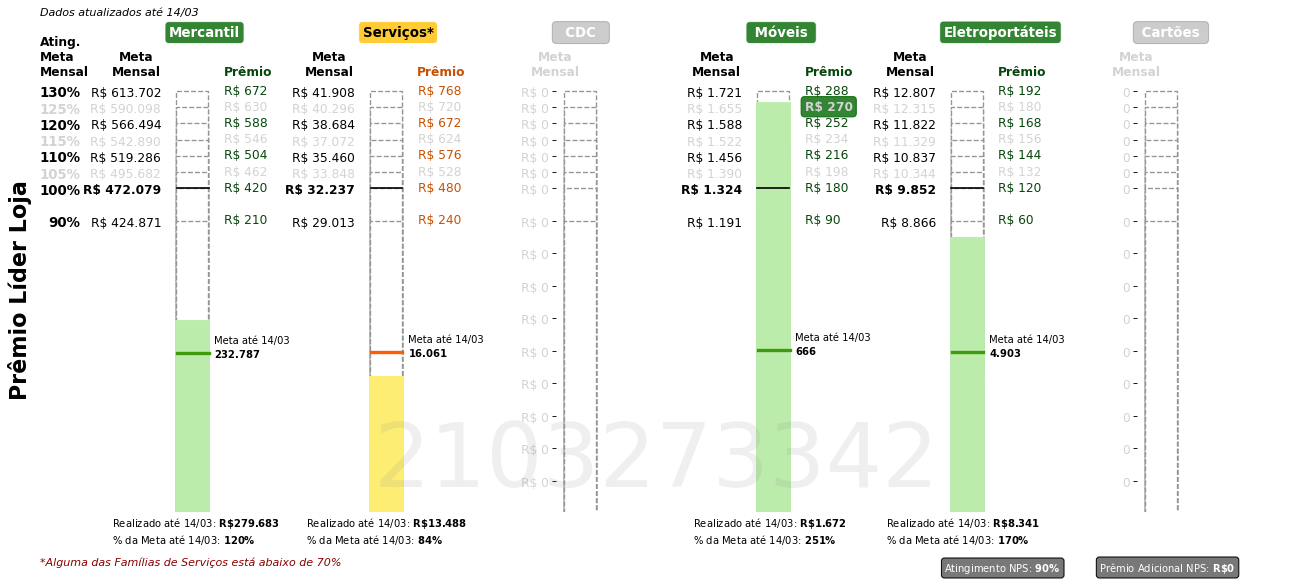 Dados atualizados até 14/03
Mercantil Serviços* CDC Móveis Eletroportáteis Cartões
Ating.
Meta Meta Meta Meta Meta Meta Meta
Mensal Mensal Prêmio Mensal Prêmio Mensal Mensal Prêmio Mensal Prêmio Mensal
130% R$ 613.702 R$ 672 R$ 41.908 R$ 768 R$ 0 R$ 1.721 R$ 288 R$ 12.807 R$ 192 0
125% R$ 590.098 R$ 630 R$ 40.296 R$ 720 R$ 0 R$ 1.655 R$ 270 R$ 12.315 R$ 180 0
120% R$ 566.494 R$ 588 R$ 38.684 R$ 672 R$ 0 R$ 1.588 R$ 252 R$ 11.822 R$ 168 0
115% R$ 542.890 R$ 546 R$ 37.072 R$ 624 R$ 0 R$ 1.522 R$ 234 R$ 11.329 R$ 156 0
110% R$ 519.286 R$ 504 R$ 35.460 R$ 576 R$ 0 R$ 1.456 R$ 216 R$ 10.837 R$ 144 0
105% R$ 495.682 R$ 462 R$ 33.848 R$ 528 R$ 0 R$ 1.390 R$ 198 R$ 10.344 R$ 132 0
100% R$ 472.079 R$ 420 R$ 32.237 R$ 480 R$ 0 R$ 1.324 R$ 180 R$ 9.852 R$ 120 0
90% R$ 424.871 R$ 210 R$ 29.013 R$ 240 R$ 0 R$ 1.191 R$ 90 R$ 8.866 R$ 60 0
R$ 0 0
R$ 0 0
R$ 0 0
Meta até 14/03 Meta até 14/03 Meta até 14/03 Meta até 14/03
232.787 16.061 R$ 0 666 4.903 0
R$ 0 0
R$ 0 0
R$ 0 0
R$ 0 0
Prêmio Líder Loja
2103273342
Realizado até 14/03: R$279.683 Realizado até 14/03: R$13.488 Realizado até 14/03: R$1.672 Realizado até 14/03: R$8.341
% da Meta até 14/03: 120% % da Meta até 14/03: 84% % da Meta até 14/03: 251% % da Meta até 14/03: 170%
*Alguma das Famílias de Serviços está abaixo de 70%
Atingimento NPS: 90% Prêmio Adicional NPS: R$0